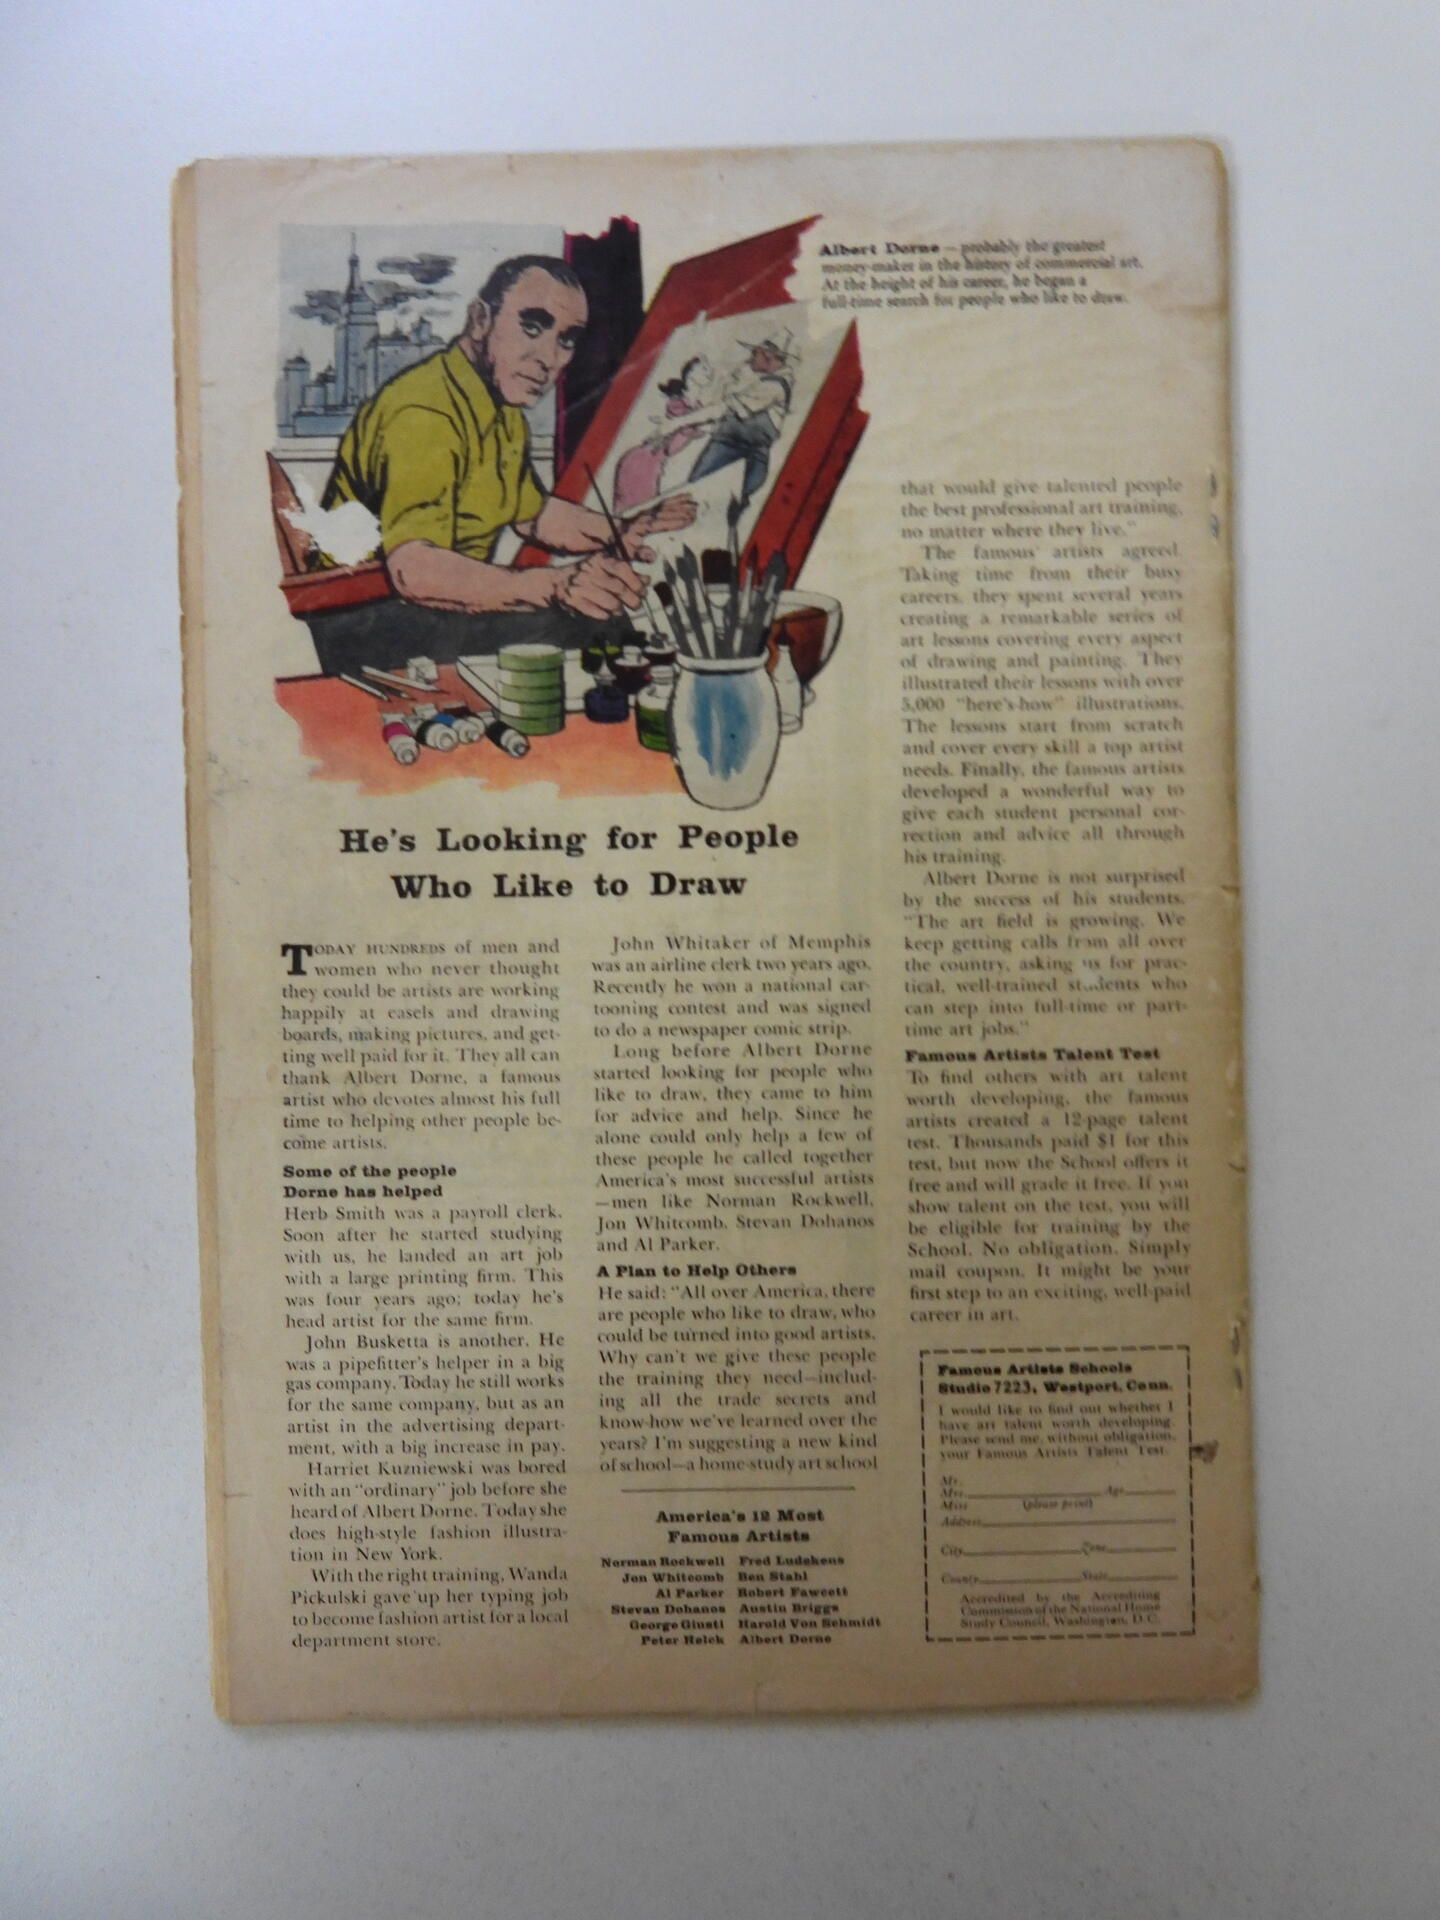 Albert Dorne — probably the greatest
money-maker in the history of commercial art.
At the height of his career, he began a
full-time search for people who like to draw.
He's Looking for People
Who Like to Draw
TODAY HUNDREDS of men and
women who never thought
they could be artists are working
happily at easels and drawing
boards, making pictures, and get-
ting well paid for it. They all can
thank Albert Dorne, a famous
artist who devotes almost his full
time to helping other people be-
come artists.
Some of the people
Dorne has helped
Herb Smith was a payroll clerk.
Soon after he started studying
with us, he landed an art job
with a large printing firm. This
was four years ago; today he's
head artist for the same firm.
John Busketta is another. He
was a pipefitter's helper in a big
gas company. Today he still works
for the same company, but as an
artist in the advertising depart-
ment, with a big increase in pay.
Harriet Kuzniewski was bored
with an "ordinary" job before she
heard of Albert Dorne. Today she
does high-style fashion illustra-
tion in New York.
With the right training, Wanda
Pickulski gave up her typing job
to become fashion artist for a local
department store.
John Whitaker of Memphis
was an airline clerk two years ago.
Recently he won a national car-
tooning contest and was signed
to do a newspaper comic strip.
Long before Albert Dorne
started looking for people who
like to draw, they came to him
for advice and help. Since he
alone could only help a few of
these people he called together
America's most successful artists
—men like Norman Rockwell,
Jon Whitcomb, Stevan Dohanos
and Al Parker.
A Plan to Help Others
He said: "All over America, there
are people who like to draw, who
could be turned into good artists.
Why can't we give these people
the training they need—includ-
ing all the trade secrets and
know-how we've learned over the
years? I'm suggesting a new kind
of school—a home-study art school
that would give talented people
the best professional art training,
no matter where they live."
The famous artists agreed.
Taking time from their busy
careers, they spent several years
creating a remarkable series of
art lessons covering every aspect
of drawing and painting. They
illustrated their lessons with over
5,000 "here's-how" illustrations.
The lessons start from scratch
and cover every skill a top artist
needs. Finally, the famous artists
developed a wonderful way to
give each student personal cor-
rection and advice all through
his training.
Albert Dorne is not surprised
by the success of his students.
"The art field is growing. We
keep getting calls from all over
the country, asking us for prac-
tical, well-trained students who
can step into full-time or part-
time art jobs."
Famous Artists Talent Test
To find others with art talent
worth developing, the famous
artists created a 12-page talent
test. Thousands paid $1 for this
test, but now the School offers it
free and will grade it free. If you
show talent on the test, you will
be eligible for training by the
School. No obligation. Simply
mail coupon. It might be your
first step to an exciting, well-paid
career in art.
America's 12 Most
Famous Artists
Norman Rockwell Fred Ludekens
Jon Whitcomb Ben Stahl
Al Parker Robert Fawcett
Stevan Dohanos Austin Briggs
George Giusti Harold Von Schmidt
Peter Helck Albert Dorne
Famous Artists Schools
Studio 7223, Westport, Conn.
I would like to find out whether I
have art talent worth developing.
Please send me, without obligation,
your Famous Artists Talent Test.
Mr.
Mrs. Age
Miss (please print)
Address
City Zone
County State
Accredited by the Accrediting
Commission of the National Home
Study Council, Washington, D.C.